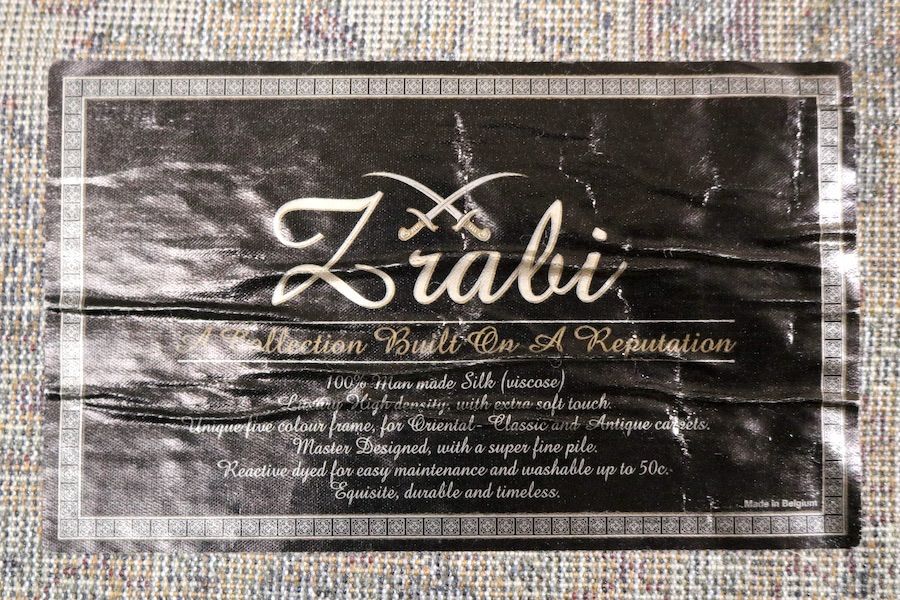 Zrabi
A Collection Built On A Reputation
100% Man made Silk (viscose)
Luxury High density, with extra soft touch.
Unique five colour frame, for Oriental - Classic and Antique carpets.
Master Designed, with a super fine pile.
Reactive dyed for easy maintenance and washable up to 50c.
Equisite, durable and timeless.
Made in Belgium